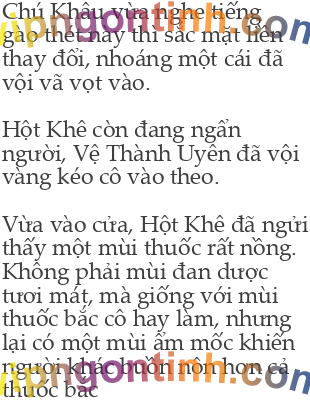 Chú Khâu vừa nghe tiếng
gào thét này thì sắc mặt liền
thay đổi, nhoáng một cái đã
vội vã vọt vào.

Hột Khê còn đang ngẩn
người, Vệ Thành Uyên đã vội
vàng kéo cô vào theo.

Vừa vào cửa, Hột Khê đã ngửi
thấy một mùi thuốc rất nồng.
Không phải mùi đan dược
tươi mát, mà giống với mùi
thuốc bắc cô hay làm, nhưng
lại có một mùi ẩm mốc khiến
người khác buồn nôn hơn cả
thuốc bắc